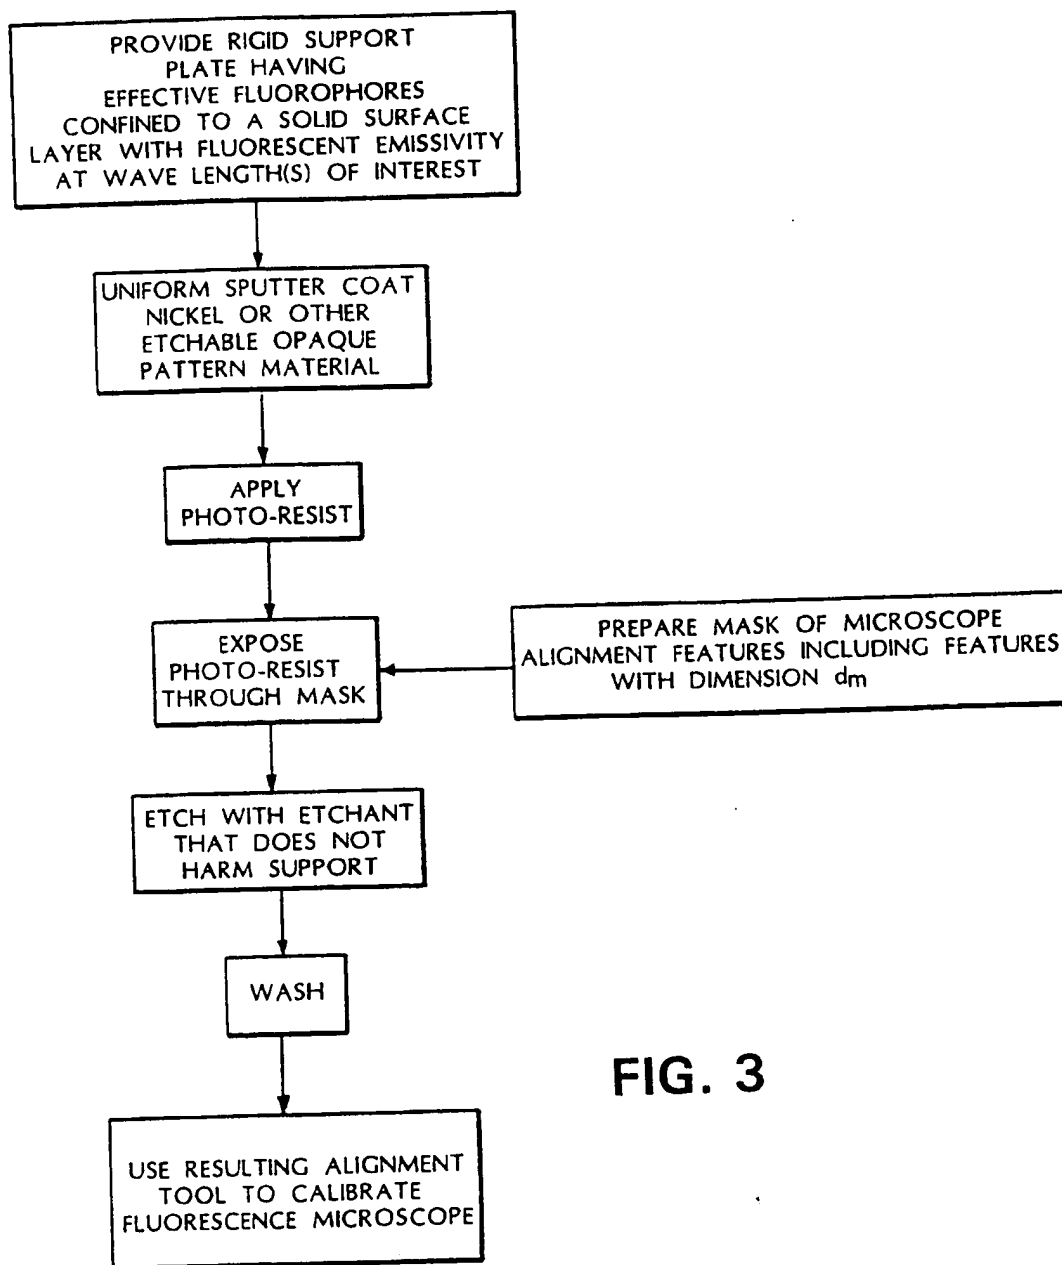 PROVIDE RIGID SUPPORT
PLATE HAVING
EFFECTIVE FLUOROPHORES
CONFINED TO A SOLID SURFACE
LAYER WITH FLUORESCENT EMISSIVITY
AT WAVE LENGTH(S) OF INTEREST
UNIFORM SPUTTER COAT
NICKEL OR OTHER
ETCHABLE OPAQUE
PATTERN MATERIAL
APPLY
PHOTO-RESIST
EXPOSE
PHOTO-RESIST
THROUGH MASK
PREPARE MASK OF MICROSCOPE
ALIGNMENT FEATURES INCLUDING FEATURES
WITH DIMENSION dm
ETCH WITH ETCHANT
THAT DOES NOT
HARM SUPPORT
WASH
USE RESULTING ALIGNMENT
TOOL TO CALIBRATE
FLUORESCENCE MICROSCOPE
FIG. 3